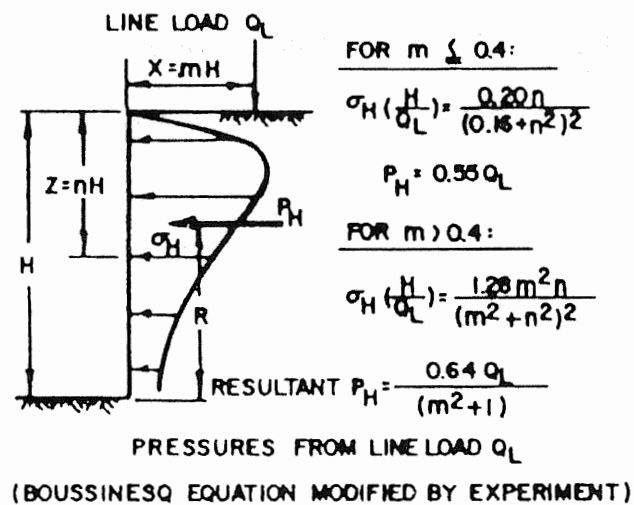 LINE LOAD Q_L
X=mH
Z=nH
H
σ_H
P_H
R
FOR m ≤ 0.4:
σ_H (H/Q_L) = 0.20n/(0.16+n²)²
P_H = 0.55 Q_L
FOR m > 0.4:
σ_H (H/Q_L) = 1.28 m²n/(m²+n²)²
RESULTANT P_H = 0.64 Q_L/(m²+1)
PRESSURES FROM LINE LOAD Q_L
(BOUSSINESQ EQUATION MODIFIED BY EXPERIMENT)